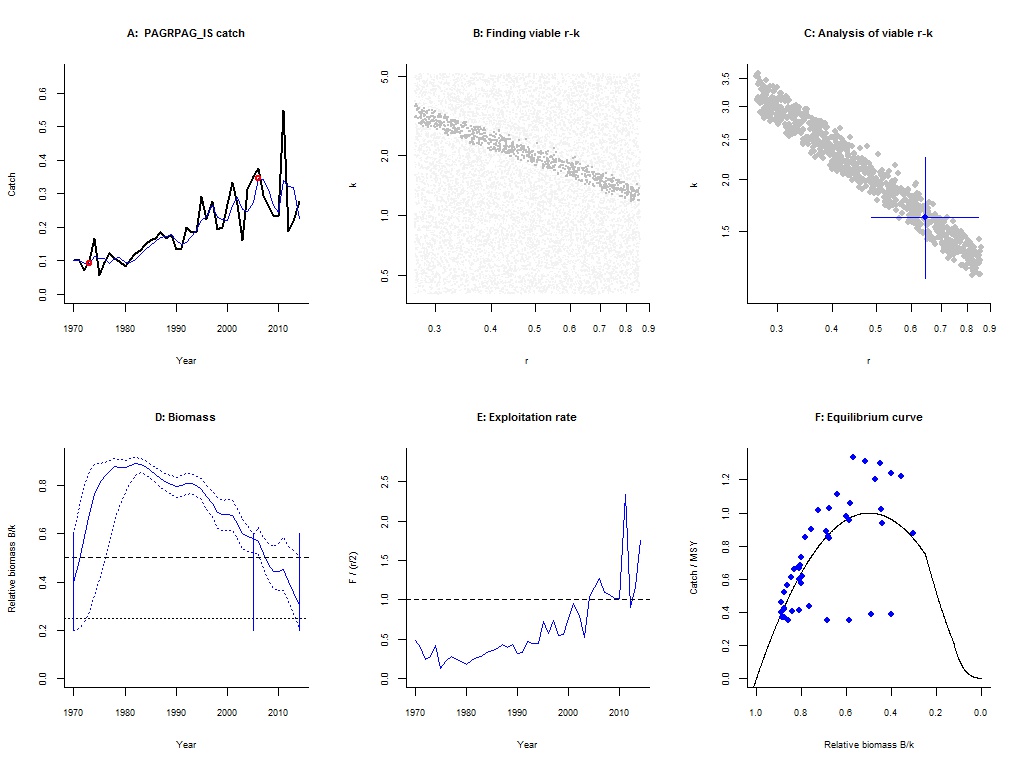 A: PAGRPAG_IS catch
Catch
0.0 0.1 0.2 0.3 0.4 0.5 0.6
1970 1980 1990 2000 2010
Year
B: Finding viable r-k
k
0.5 1.0 2.0 5.0
0.3 0.4 0.5 0.6 0.7 0.8 0.9
r
C: Analysis of viable r-k
k
1.5 2.0 2.5 3.0 3.5
0.3 0.4 0.5 0.6 0.7 0.8 0.9
r
D: Biomass
Relative biomass B/k
0.0 0.2 0.4 0.6 0.8
1970 1980 1990 2000 2010
Year
E: Exploitation rate
F / (r/2)
0.0 0.5 1.0 1.5 2.0 2.5
1970 1980 1990 2000 2010
Year
F: Equilibrium curve
Catch / MSY
0.0 0.2 0.4 0.6 0.8 1.0 1.2
1.0 0.8 0.6 0.4 0.2 0.0
Relative biomass B/k